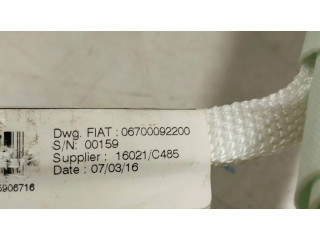 Dwg. FIAT : 06700092200
S/N: 00159
Supplier : 16021/C485
Date : 07/03/16
5906716